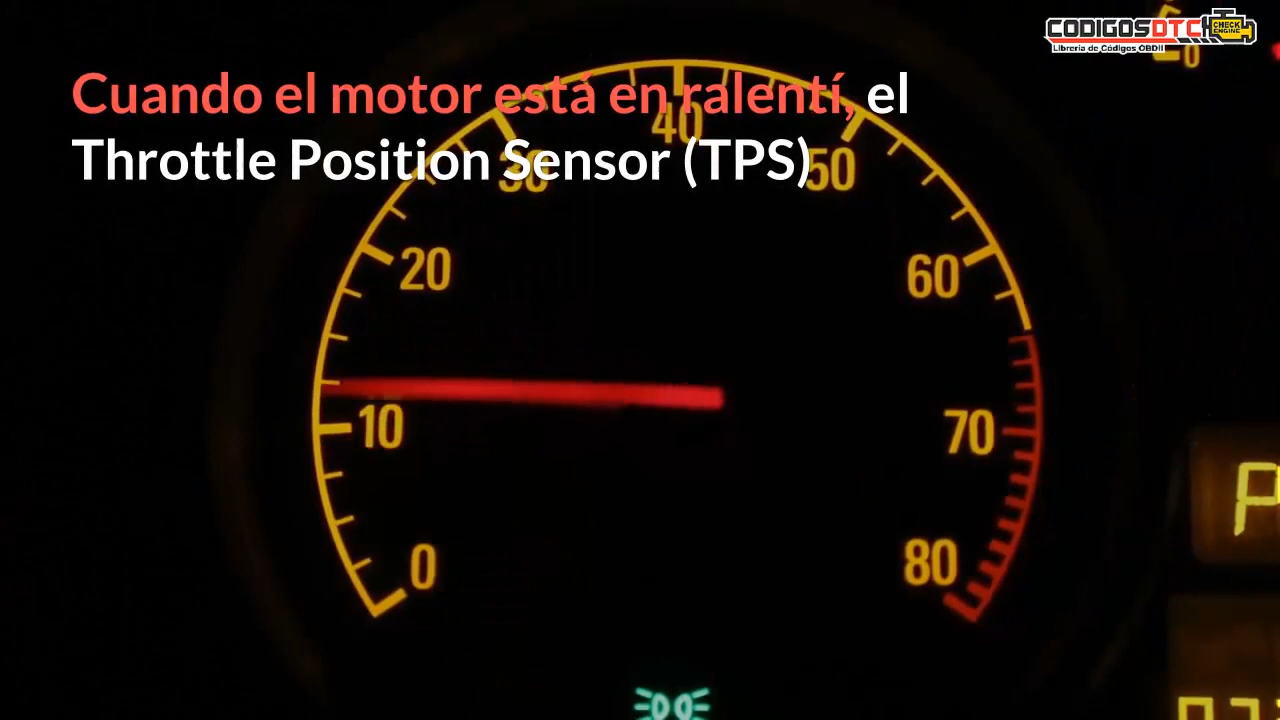 CODIGOSDTC
CHECK
ENGINE
Librería de Códigos OBDII
Cuando el motor está en ralentí, el
Throttle Position Sensor (TPS)
40
30
50
20
60
10
70
P
0
80